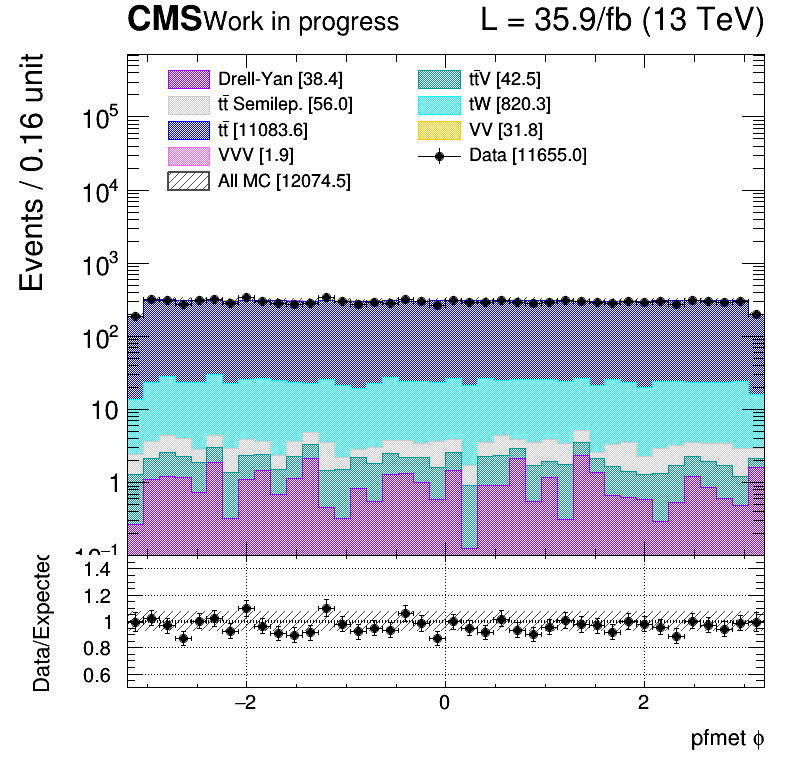 CMS Work in progress L = 35.9/fb (13 TeV)
Events / 0.16 unit
Drell-Yan [38.4] tt̄V [42.5]
tt̄ Semilep. [56.0] tW [820.3]
tt̄ [11083.6] VV [31.8]
VVV [1.9] Data [11655.0]
All MC [12074.5]
10⁵
10⁴
10³
10²
10
1
10⁻¹
Data/Expected
1.4
1.2
1
0.8
0.6
−2 0 2
pfmet ϕ